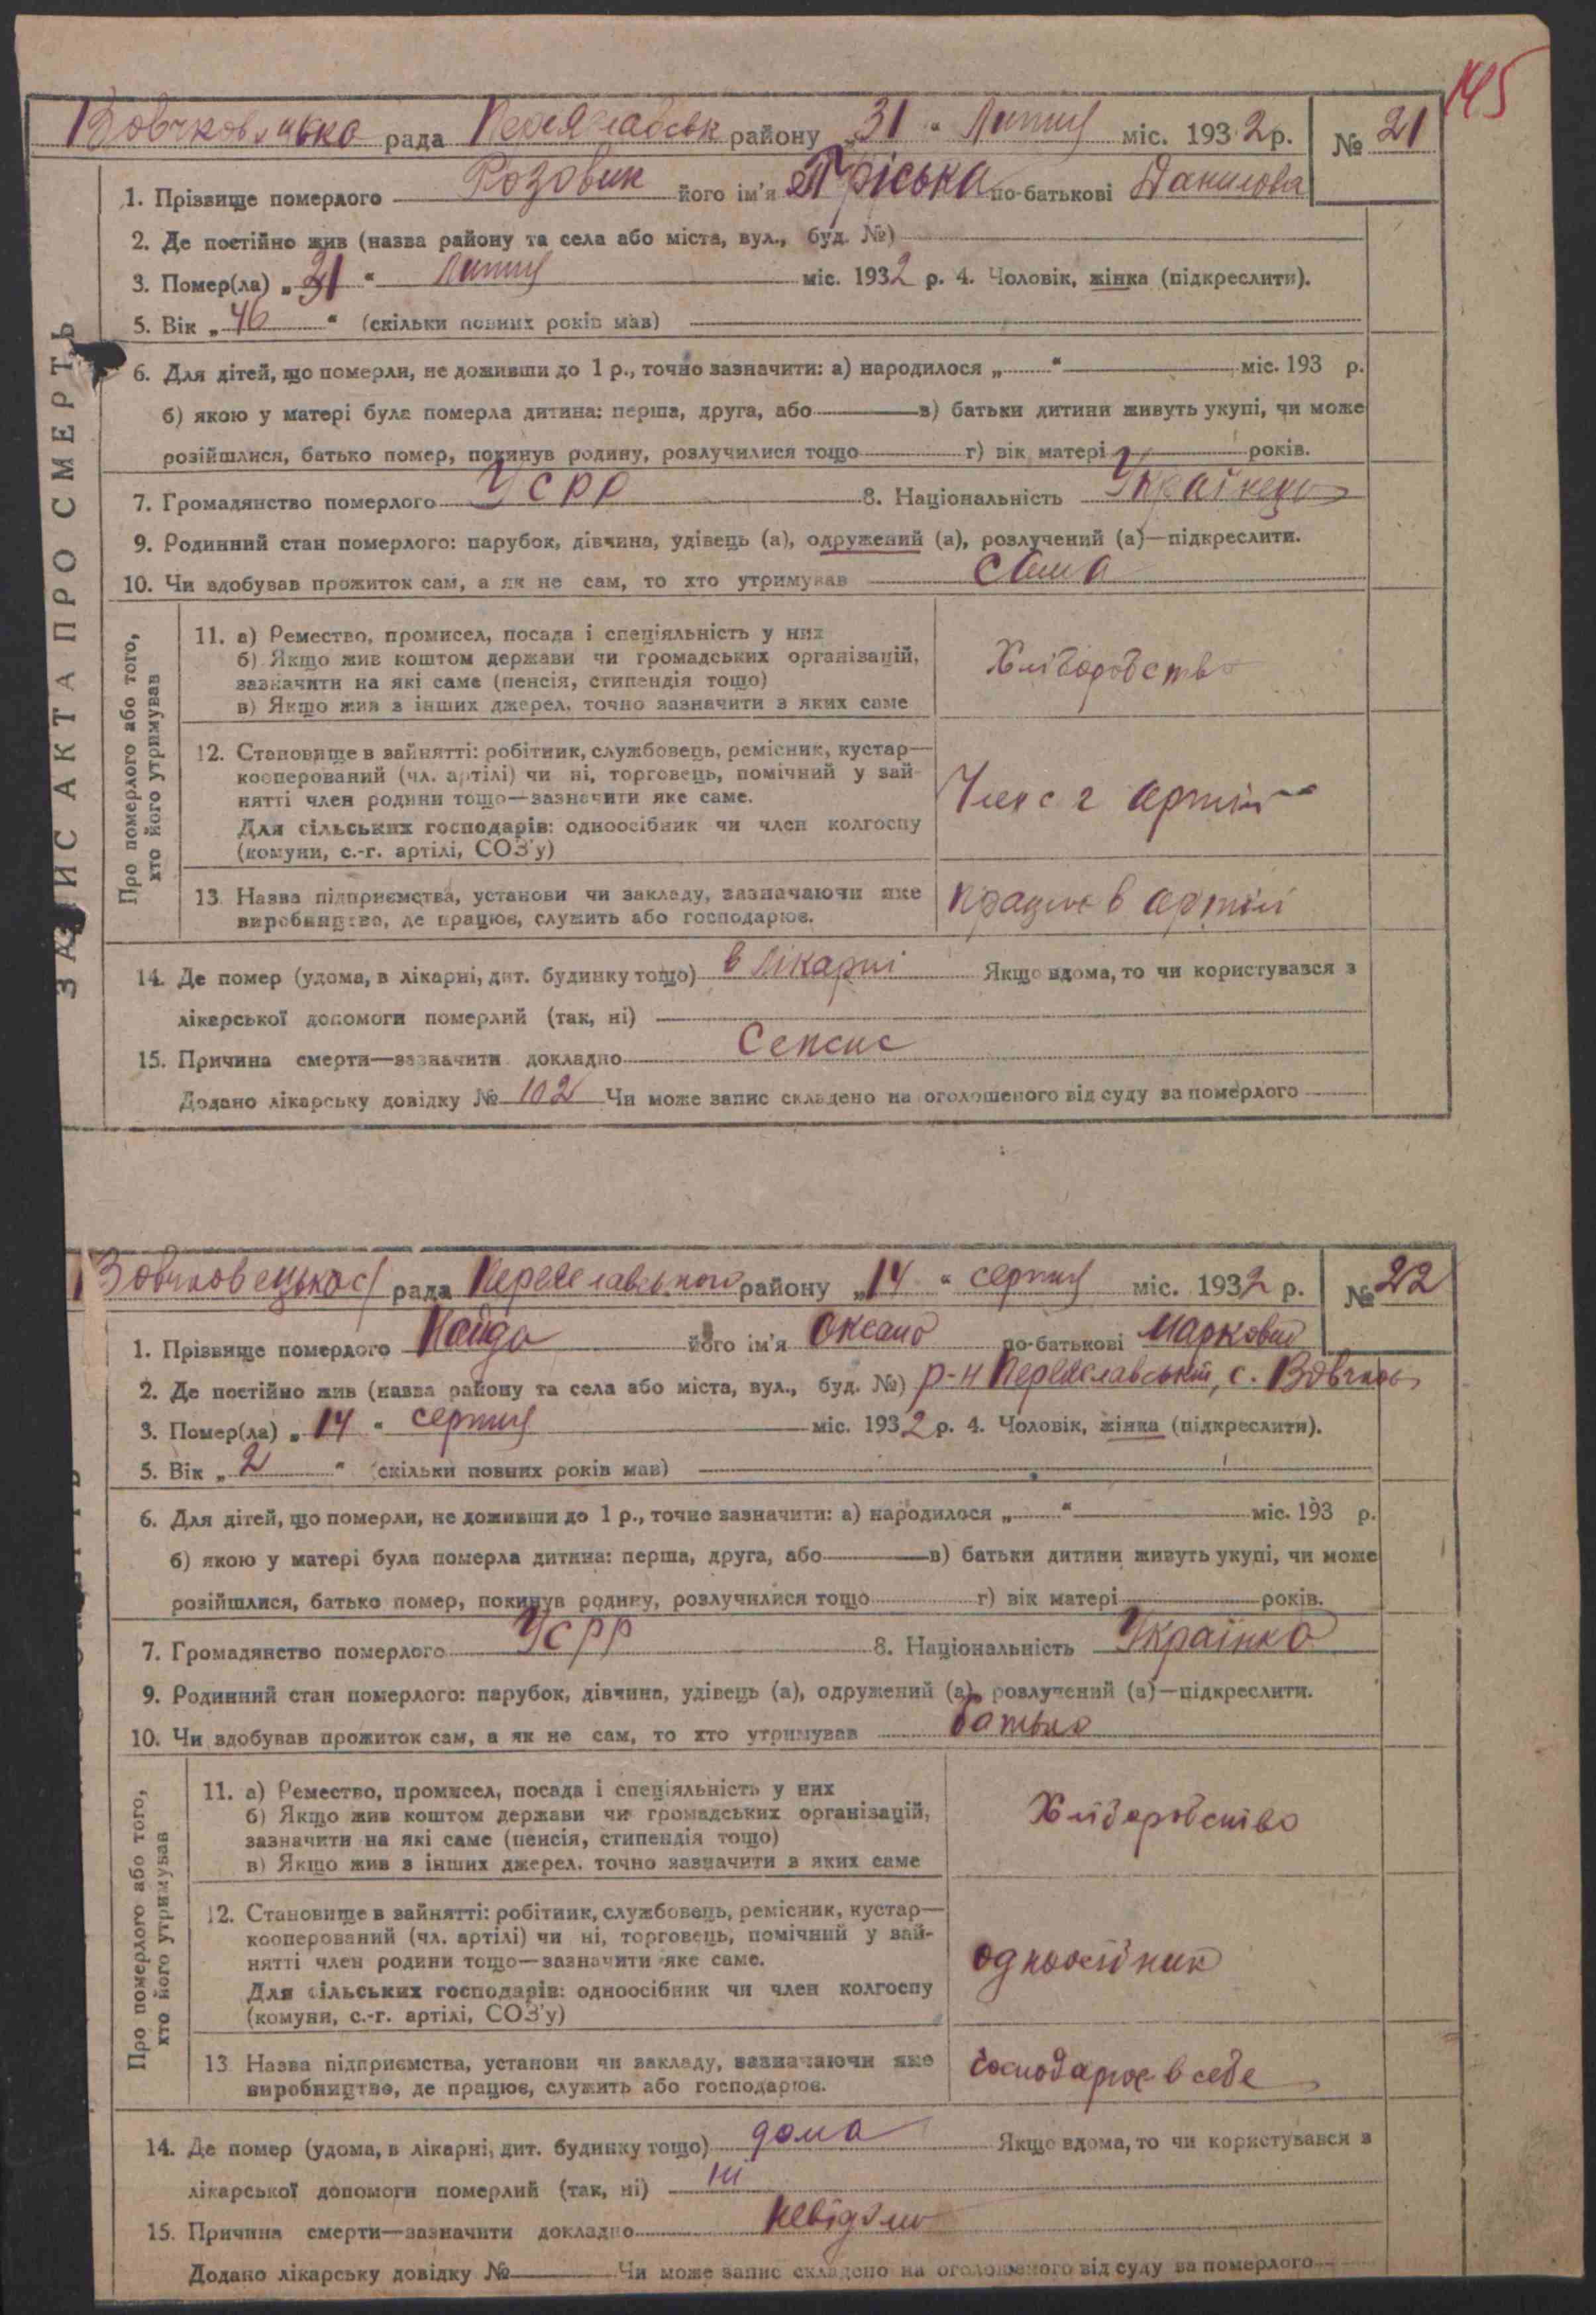 145
Вовчковська рада Переяславськ району „31“ Липня міс. 1932 р. № 21
1. Прізвище померлого Розовик його ім'я Пріська по-батькові Данилова
2. Де постійно жив (назва району та села або міста, вул., буд. №)
3. Помер(ла) „31“ Липня міс. 1932 р. 4. Чоловік, жінка (підкреслити).
5. Вік „46“ (скільки повних років мав)
6. Для дітей, що померли, не доживши до 1 р., точно зазначити: а) народилося „ “ міс. 193 р.
б) якою у матері була померла дитина: перша, друга, або в) батьки дитини живуть укупі, чи може
розійшлися, батько помер, покинув родину, розлучилися тощо г) вік матері років.
7. Громадянство померлого УСРР 8. Національність
9. Родинний стан померлого: парубок, дівчина, удівець (а), одружений (а), розлучений (а)—підкреслити.
10. Чи здобував прожиток сам, а як не сам, то хто утримував сама
ЗАПИС АКТА ПРО СМЕРТЬ
Про померлого або того,
хто його утримував
11. а) Ремество, промисел, посада і спеціяльність у них
б) Якщо жив коштом держави чи громадських організацій,
зазначити на які саме (пенсія, стипендія тощо)
в) Якщо жив з інших джерел, точно зазначити з яких саме
Хліборобство
12. Становище в зайнятті: робітник, службовець, ремісник, кустар—
кооперований (чл. артілі) чи ні, торговець, помічний у зай-
нятті член родини тощо—зазначити яке саме.
Для сільських господарів: одноосібник чи член колгоспу
(комуни, с.-г. артілі, СОЗ'у)
Член с г артілі
13. Назва підприємства, установи чи закладу, зазначаючи яке
виробництво, де працює, служить або господарює.
Працює в артілі
14. Де помер (удома, в лікарні, дит. будинку тощо) в лікарні Якщо вдома, то чи користувався з
лікарської допомоги померлий (так, ні)
15. Причина смерти—зазначити докладно Сепсис
Додано лікарську довідку № 102 Чи може запис складено на оголошеного від суду за померлого
Вовчковецькая рада Переяславського району „14“ серпня міс. 1932 р. № 22
1. Прізвище померлого Кайда його ім'я Оксана по-батькові Маркова
2. Де постійно жив (назва району та села або міста, вул., буд. №) р-н Переяславський, с. Вовчков
3. Помер(ла) „14“ серпня міс. 1932 р. 4. Чоловік, жінка (підкреслити).
5. Вік „2“ (скільки повних років мав)
6. Для дітей, що померли, не доживши до 1 р., точно зазначити: а) народилося „ “ міс. 193 р.
б) якою у матері була померла дитина: перша, друга, або в) батьки дитини живуть укупі, чи може
розійшлися, батько помер, покинув родину, розлучилися тощо г) вік матері років.
7. Громадянство померлого УСРР 8. Національність Українка
9. Родинний стан померлого: парубок, дівчина, удівець (а), одружений (а), розлучений (а)—підкреслити.
10. Чи здобував прожиток сам, а як не сам, то хто утримував батько
Про померлого або того,
хто його утримував
11. а) Ремество, промисел, посада і спеціяльність у них
б) Якщо жив коштом держави чи громадських організацій,
зазначити на які саме (пенсія, стипендія тощо)
в) Якщо жив з інших джерел, точно зазначити з яких саме
Хліборобство
12. Становище в зайнятті: робітник, службовець, ремісник, кустар—
кооперований (чл. артілі) чи ні, торговець, помічний у зай-
нятті член родини тощо—зазначити яке саме.
Для сільських господарів: одноосібник чи член колгоспу
(комуни, с.-г. артілі, СОЗ'у)
одноосібник
13. Назва підприємства, установи чи закладу, зазначаючи яке
виробництво, де працює, служить або господарює.
Господарює в себе
14. Де помер (удома, в лікарні, дит. будинку тощо) дома Якщо вдома, то чи користувався з
лікарської допомоги померлий (так, ні) ні
15. Причина смерти—зазначити докладно невідомо
Додано лікарську довідку № Чи може запис складено на оголошеного від суду за померлого